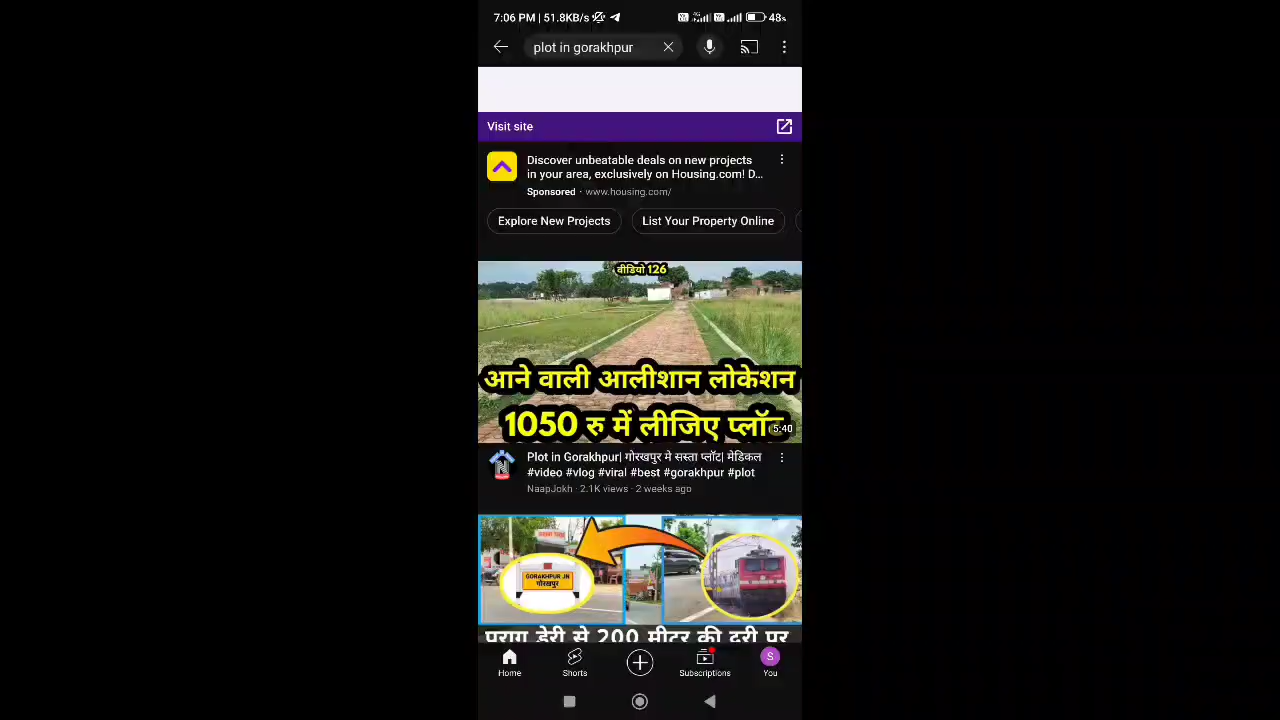 7:06 PM | 51.8KB/s
4G
48%
plot in gorakhpur
Visit site
Discover unbeatable deals on new projects
in your area, exclusively on Housing.com! D...
Sponsored · www.housing.com/
Explore New Projects
List Your Property Online
वीडियो 126
आने वाली आलीशान लोकेशन
1050 रु में लीजिए प्लॉट
5:40
Plot in Gorakhpur| गोरखपुर मे सस्ता प्लॉट| मेडिकल
#video #vlog #viral #best #gorakhpur #plot
NaapJokh · 2.1K views · 2 weeks ago
GORAKHPUR JN
गोरखपुर
पराग डेरी से 200 मीटर की दूरी पर
Home
Shorts
Subscriptions
S
You